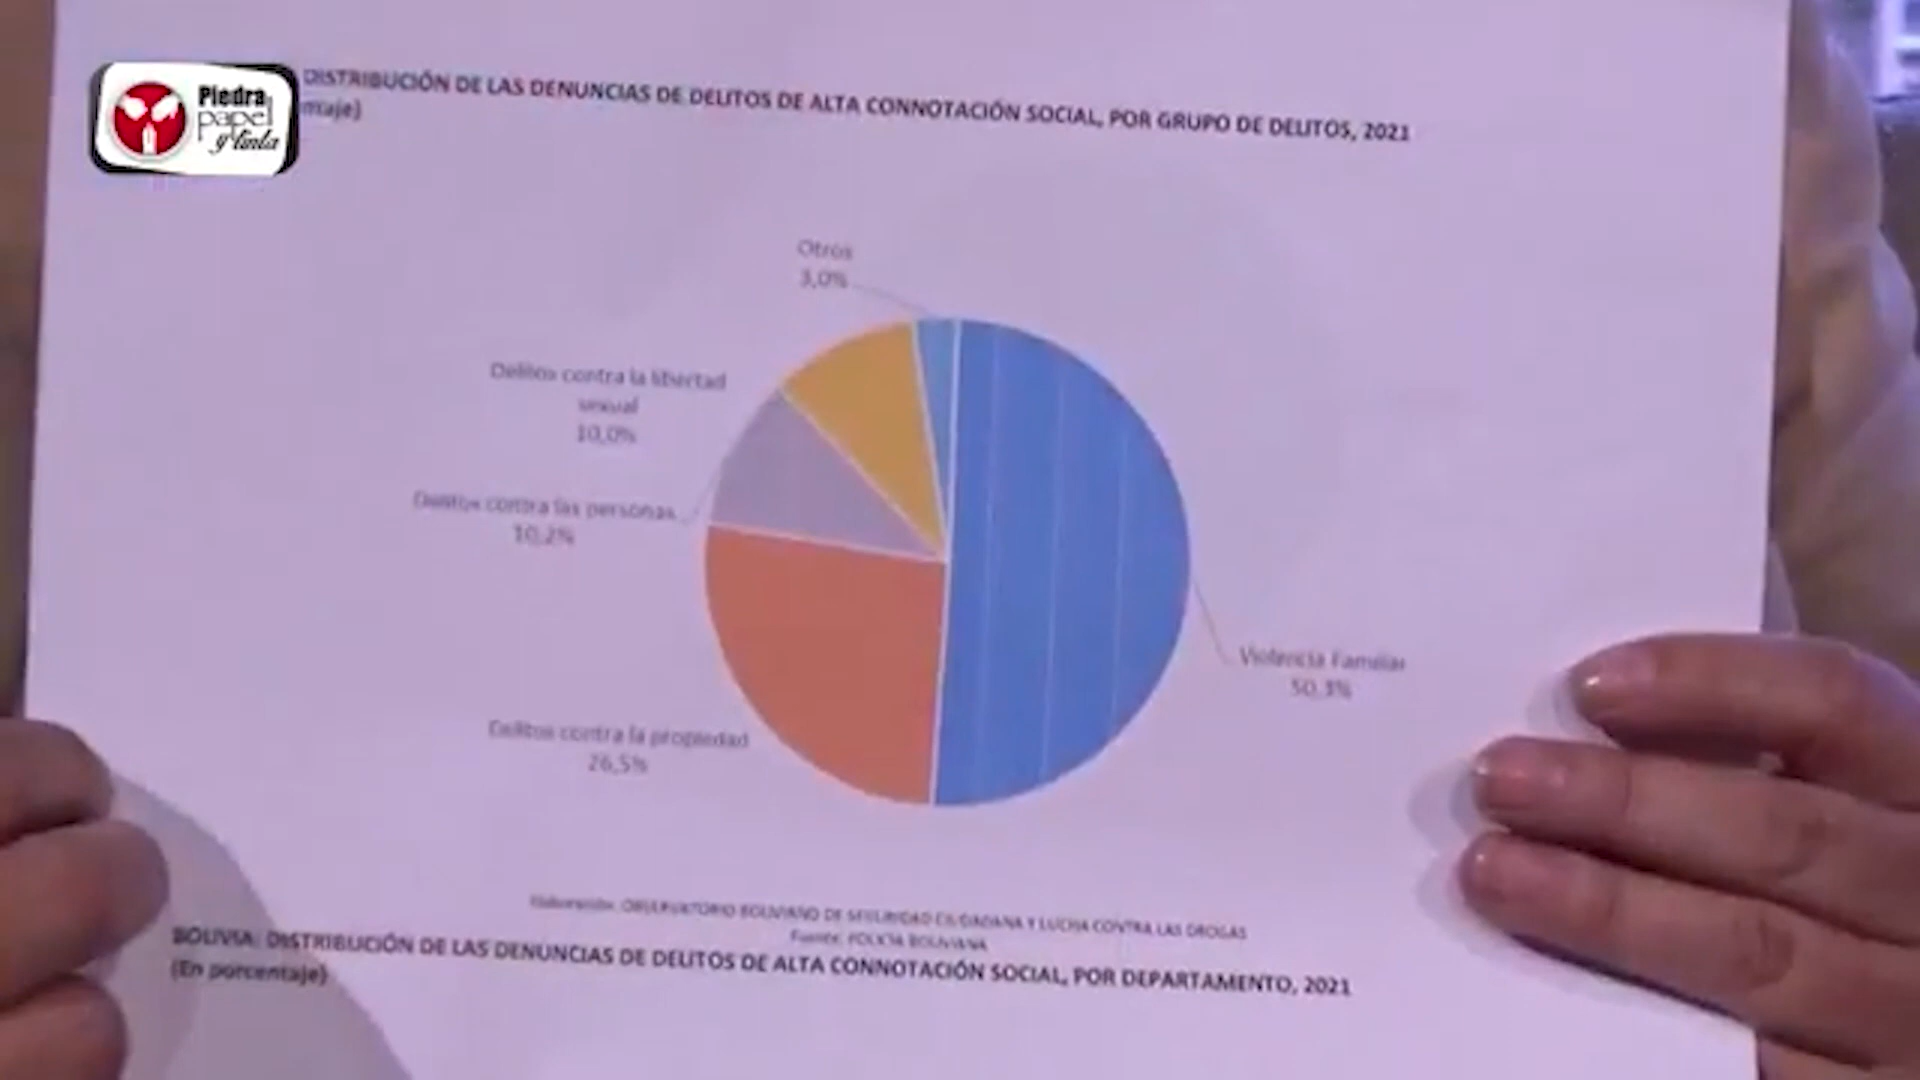 Piedra
papel
y tinta
DISTRIBUCIÓN DE LAS DENUNCIAS DE DELITOS DE ALTA CONNOTACIÓN SOCIAL, POR GRUPO DE DELITOS, 2021
ntaje)
Otros
3,0%
Delitos contra la libertad
sexual
10,0%
Delitos contra las personas
10,2%
Violencia Familiar
50,3%
Delitos contra la propiedad
26,5%
Elaboración: OBSERVATORIO BOLIVIANO DE SEGURIDAD CIUDADANA Y LUCHA CONTRA LAS DROGAS
Fuente: POLICÍA BOLIVIANA
BOLIVIA: DISTRIBUCIÓN DE LAS DENUNCIAS DE DELITOS DE ALTA CONNOTACIÓN SOCIAL, POR DEPARTAMENTO, 2021
(En porcentaje)